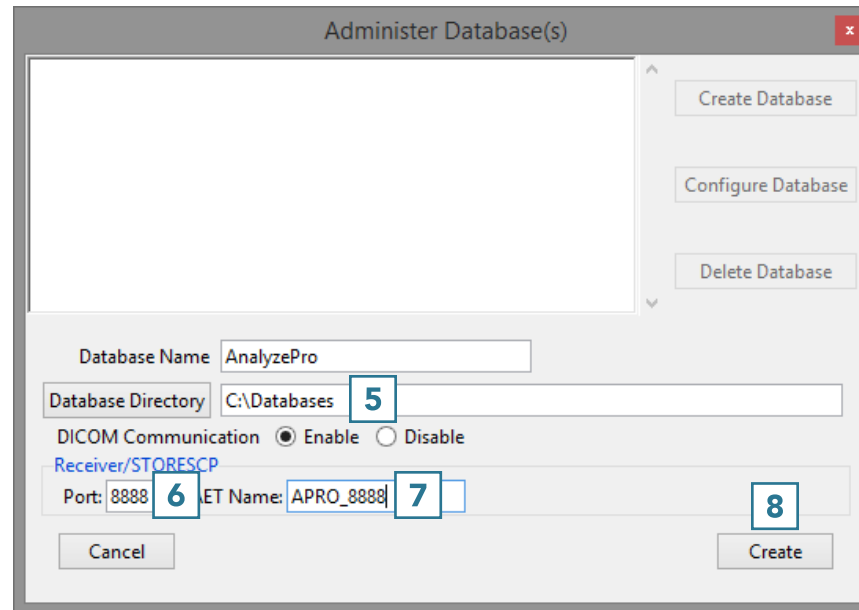 Administer Database(s)
x
Create Database
Configure Database
Delete Database
Database Name AnalyzePro
Database Directory C:\Databases 5
DICOM Communication Enable Disable
Receiver/STORESCP
Port: 8888 6 AET Name: APRO_8888 7
8
Cancel Create